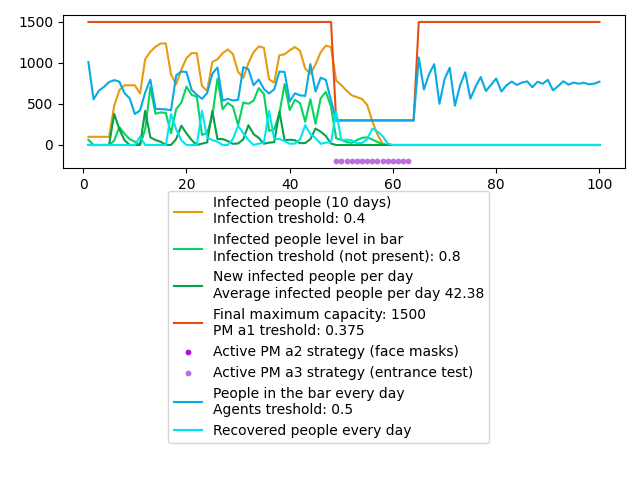 1500
1000
500
0
0 20 40 60 80 100
Infected people (10 days)
Infection treshold: 0.4
Infected people level in bar
Infection treshold (not present): 0.8
New infected people per day
Average infected people per day 42.38
Final maximum capacity: 1500
PM a1 treshold: 0.375
Active PM a2 strategy (face masks)
Active PM a3 strategy (entrance test)
People in the bar every day
Agents treshold: 0.5
Recovered people every day